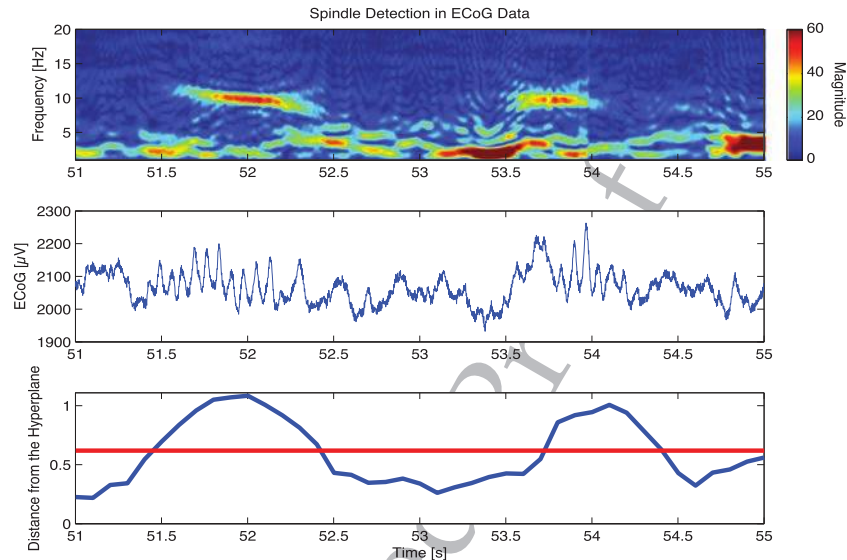 Spindle Detection in ECoG Data
Frequency [Hz]
20
15
10
5
51 51.5 52 52.5 53 53.5 54 54.5 55
60
40
20
0
Magnitude
ECoG [µV]
2300
2200
2100
2000
1900
51 51.5 52 52.5 53 53.5 54 54.5 55
Distance from the Hyperplane
1
0.5
0
51 51.5 52 52.5 53 53.5 54 54.5 55
Time [s]